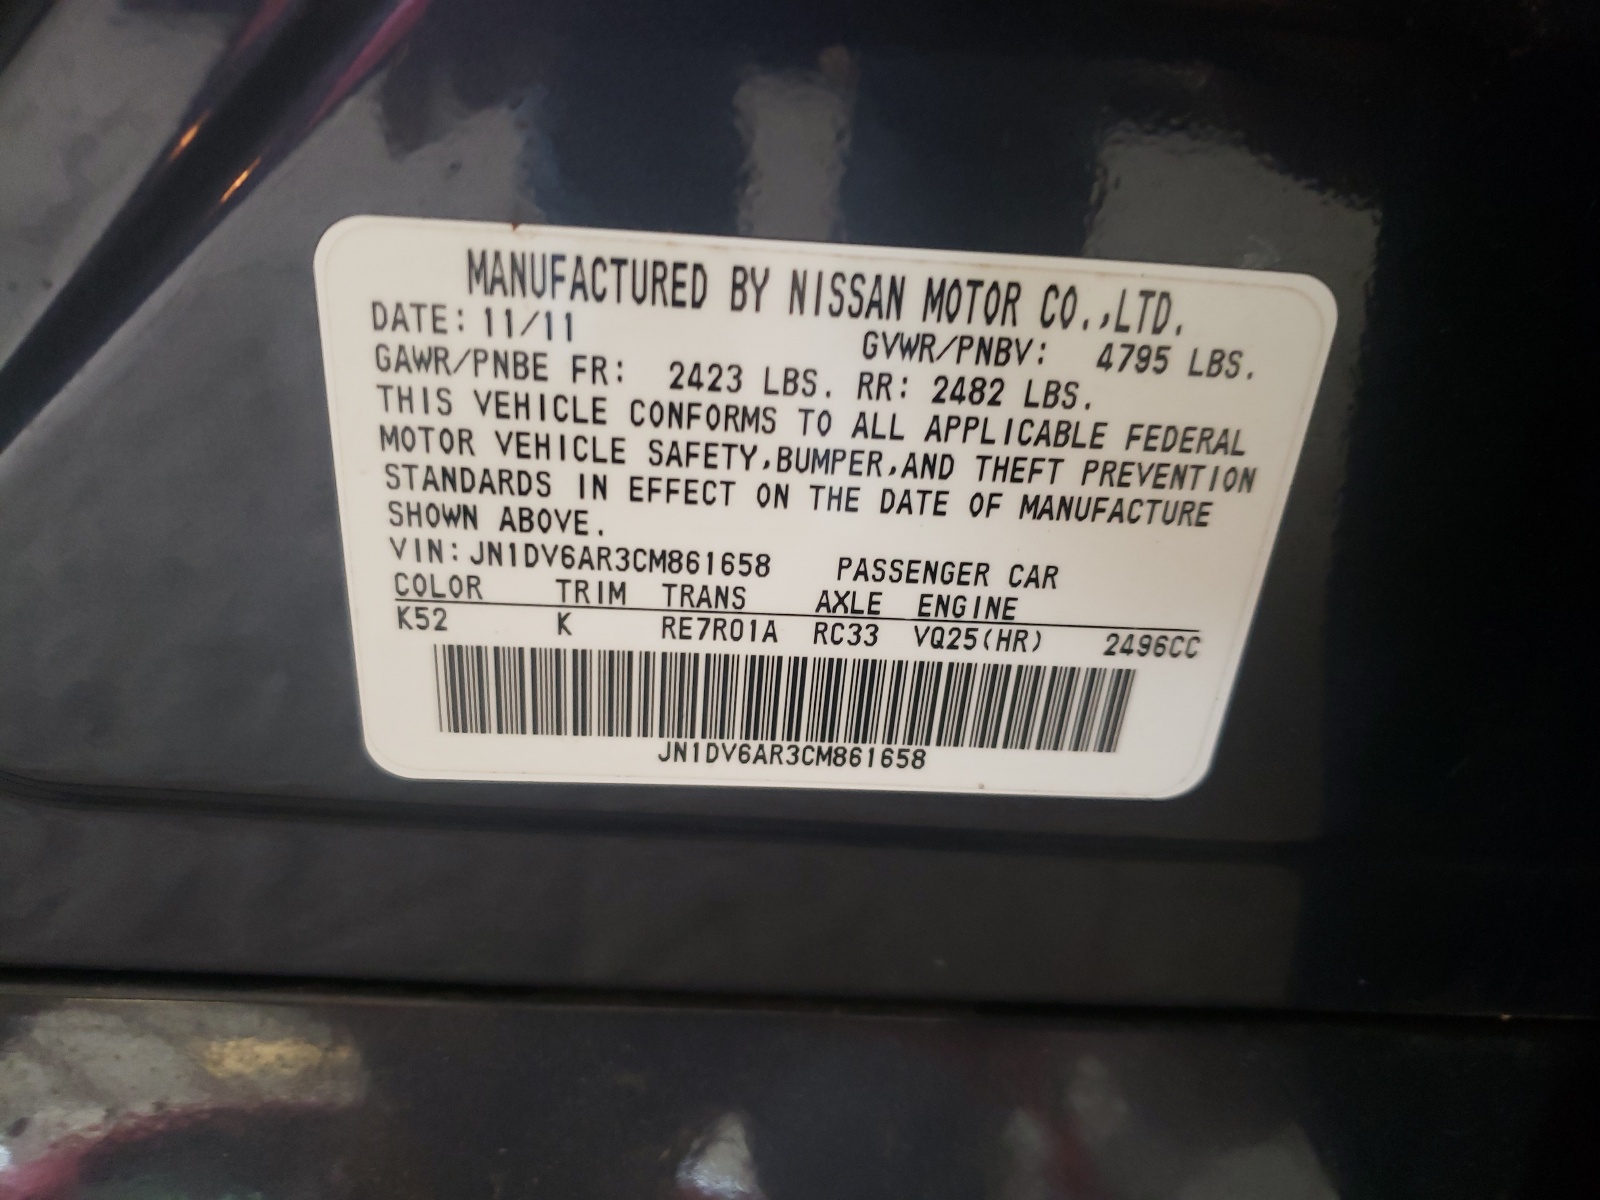 MANUFACTURED BY NISSAN MOTOR CO.,LTD.
DATE: 11/11 GVWR/PNBV: 4795 LBS.
GAWR/PNBE FR: 2423 LBS. RR: 2482 LBS.
THIS VEHICLE CONFORMS TO ALL APPLICABLE FEDERAL
MOTOR VEHICLE SAFETY,BUMPER,AND THEFT PREVENTION
STANDARDS IN EFFECT ON THE DATE OF MANUFACTURE
SHOWN ABOVE.
VIN: JN1DV6AR3CM861658 PASSENGER CAR
COLOR TRIM TRANS AXLE ENGINE
K52 K RE7R01A RC33 VQ25(HR) 2496CC
JN1DV6AR3CM861658